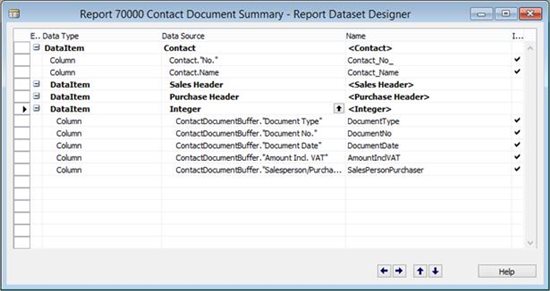 Report 70000 Contact Document Summary - Report Dataset Designer
E.. Data Type Data Source Name I...
DataItem Contact <Contact>
Column Contact."No." Contact_No_
Column Contact.Name Contact_Name
DataItem Sales Header <Sales Header>
DataItem Purchase Header <Purchase Header>
DataItem Integer <Integer>
Column ContactDocumentBuffer."Document Type" DocumentType
Column ContactDocumentBuffer."Document No." DocumentNo
Column ContactDocumentBuffer."Document Date" DocumentDate
Column ContactDocumentBuffer."Amount Incl. VAT" AmountInclVAT
Column ContactDocumentBuffer."Salesperson/Purcha... SalesPersonPurchaser
Help